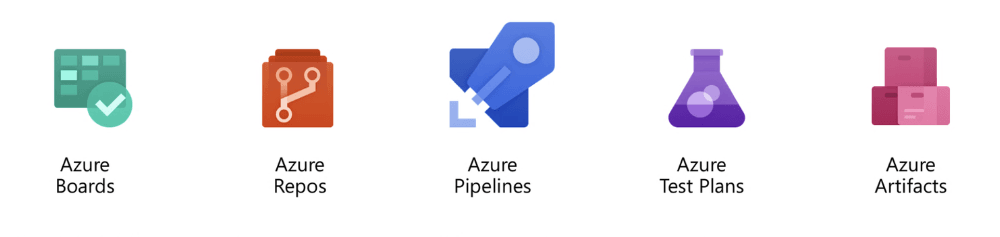 Azure
Boards
Azure
Repos
Azure
Pipelines
Azure
Test Plans
Azure
Artifacts